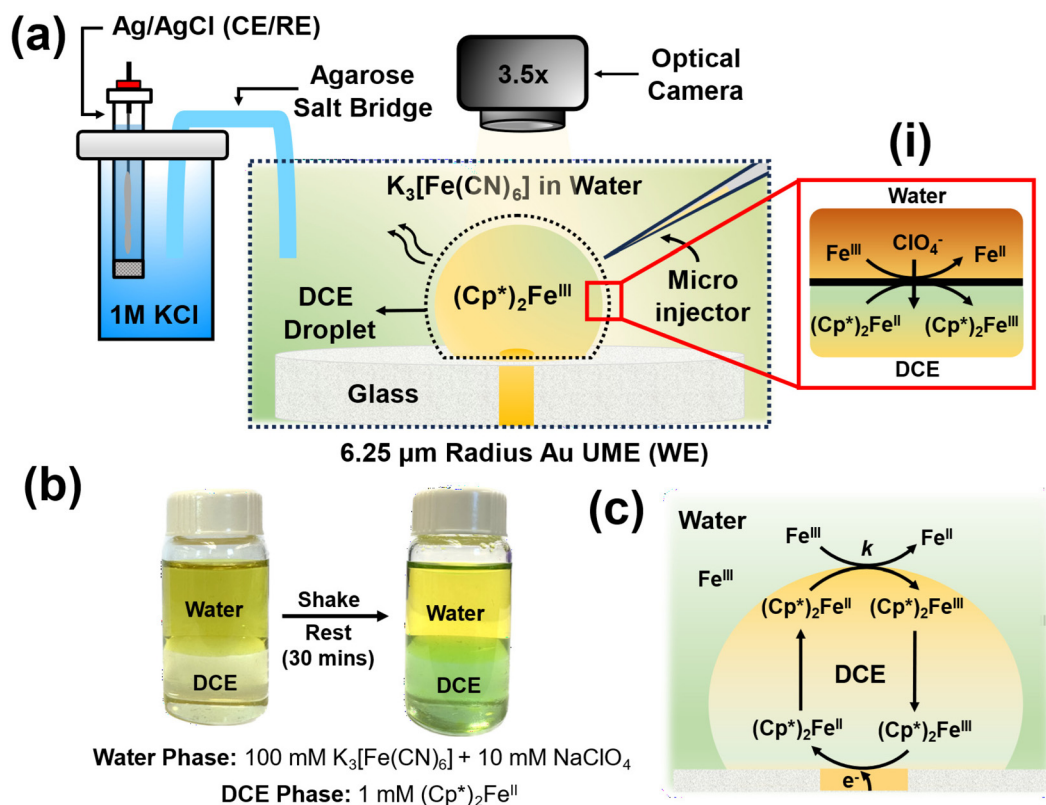 (a)
Ag/AgCl (CE/RE)
Agarose
Salt Bridge
3.5x
Optical
Camera
1M KCl
K₃[Fe(CN)₆] in Water
(Cp*)₂Feᴵᴵᴵ
DCE
Droplet
Micro
injector
Glass
6.25 µm Radius Au UME (WE)
(i)
Water
Feᴵᴵᴵ
ClO₄⁻
Feᴵᴵ
(Cp*)₂Feᴵᴵ
(Cp*)₂Feᴵᴵᴵ
DCE
(b)
Water
DCE
Shake
Rest
(30 mins)
Water
DCE
Water Phase: 100 mM K₃[Fe(CN)₆] + 10 mM NaClO₄
DCE Phase: 1 mM (Cp*)₂Feᴵᴵ
(c)
Water
Feᴵᴵᴵ
k
Feᴵᴵ
Feᴵᴵᴵ
(Cp*)₂Feᴵᴵ
(Cp*)₂Feᴵᴵᴵ
DCE
(Cp*)₂Feᴵᴵ
(Cp*)₂Feᴵᴵᴵ
e⁻